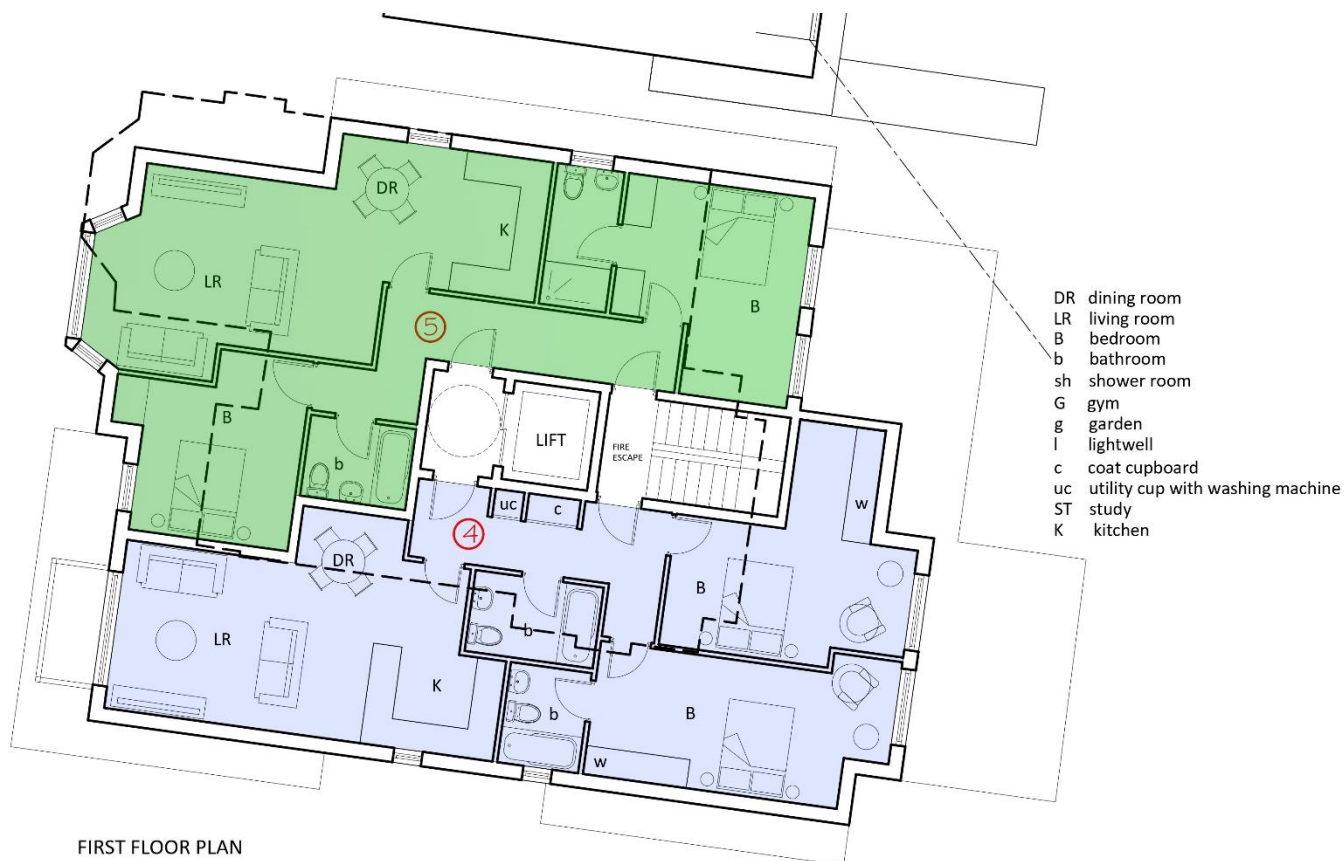 DR
K
LR
B
5
B
b
LIFT
FIRE
ESCAPE
uc
c
w
4
DR
B
LR
b
K
b
B
w
DR dining room
LR living room
B bedroom
b bathroom
sh shower room
G gym
g garden
l lightwell
c coat cupboard
uc utility cup with washing machine
ST study
K kitchen
FIRST FLOOR PLAN